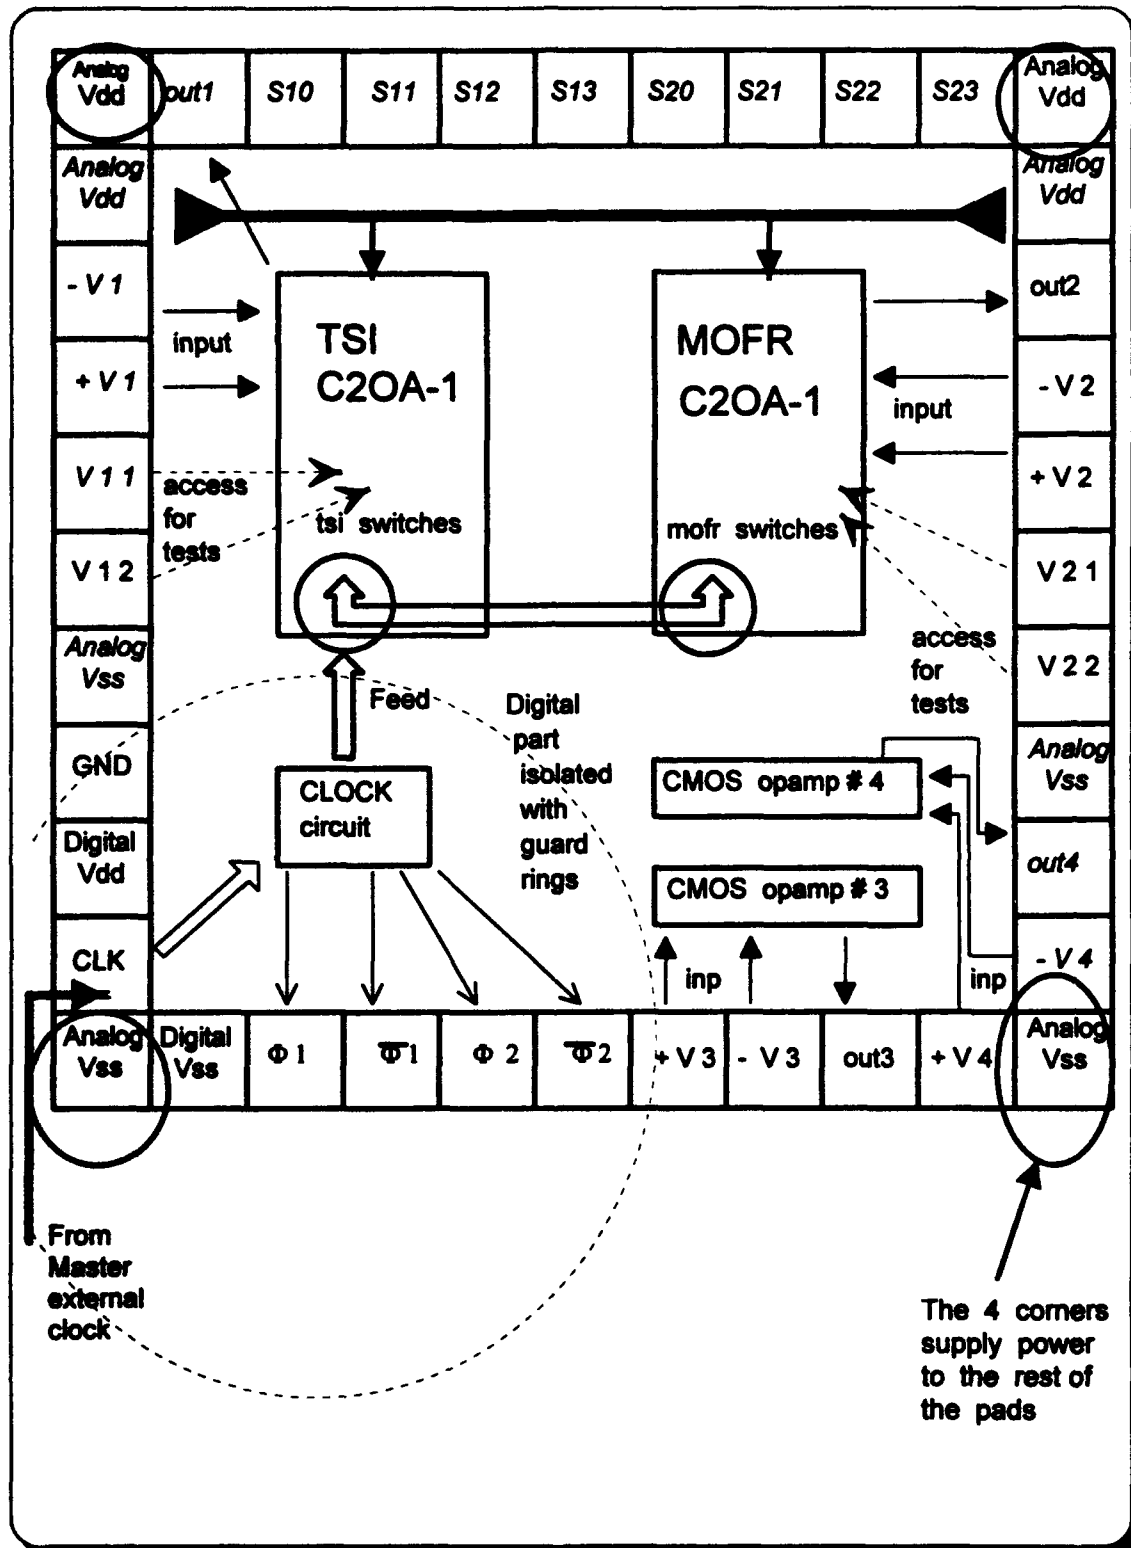 Analog
Vdd
out1
S10
S11
S12
S13
S20
S21
S22
S23
Analog
Vdd
Analog
Vdd
- V 1
+ V 1
V 1 1
V 1 2
Analog
Vss
GND
Digital
Vdd
CLK
Analog
Vss
input
TSI
C2OA-1
access
for
tests
tsi switches
MOFR
C2OA-1
mofr switches
input
Analog
Vdd
out2
- V 2
+ V 2
V 2 1
V 2 2
Analog
Vss
out4
- V 4
Analog
Vss
access
for
tests
Feed
Digital
part
isolated
with
guard
rings
CLOCK
circuit
CMOS opamp # 4
CMOS opamp # 3
inp
inp
Digital
Vss
Φ 1
Φ̅ 1
Φ 2
Φ̅ 2
+ V 3
- V 3
out3
+ V 4
From
Master
external
clock
The 4 corners
supply power
to the rest of
the pads